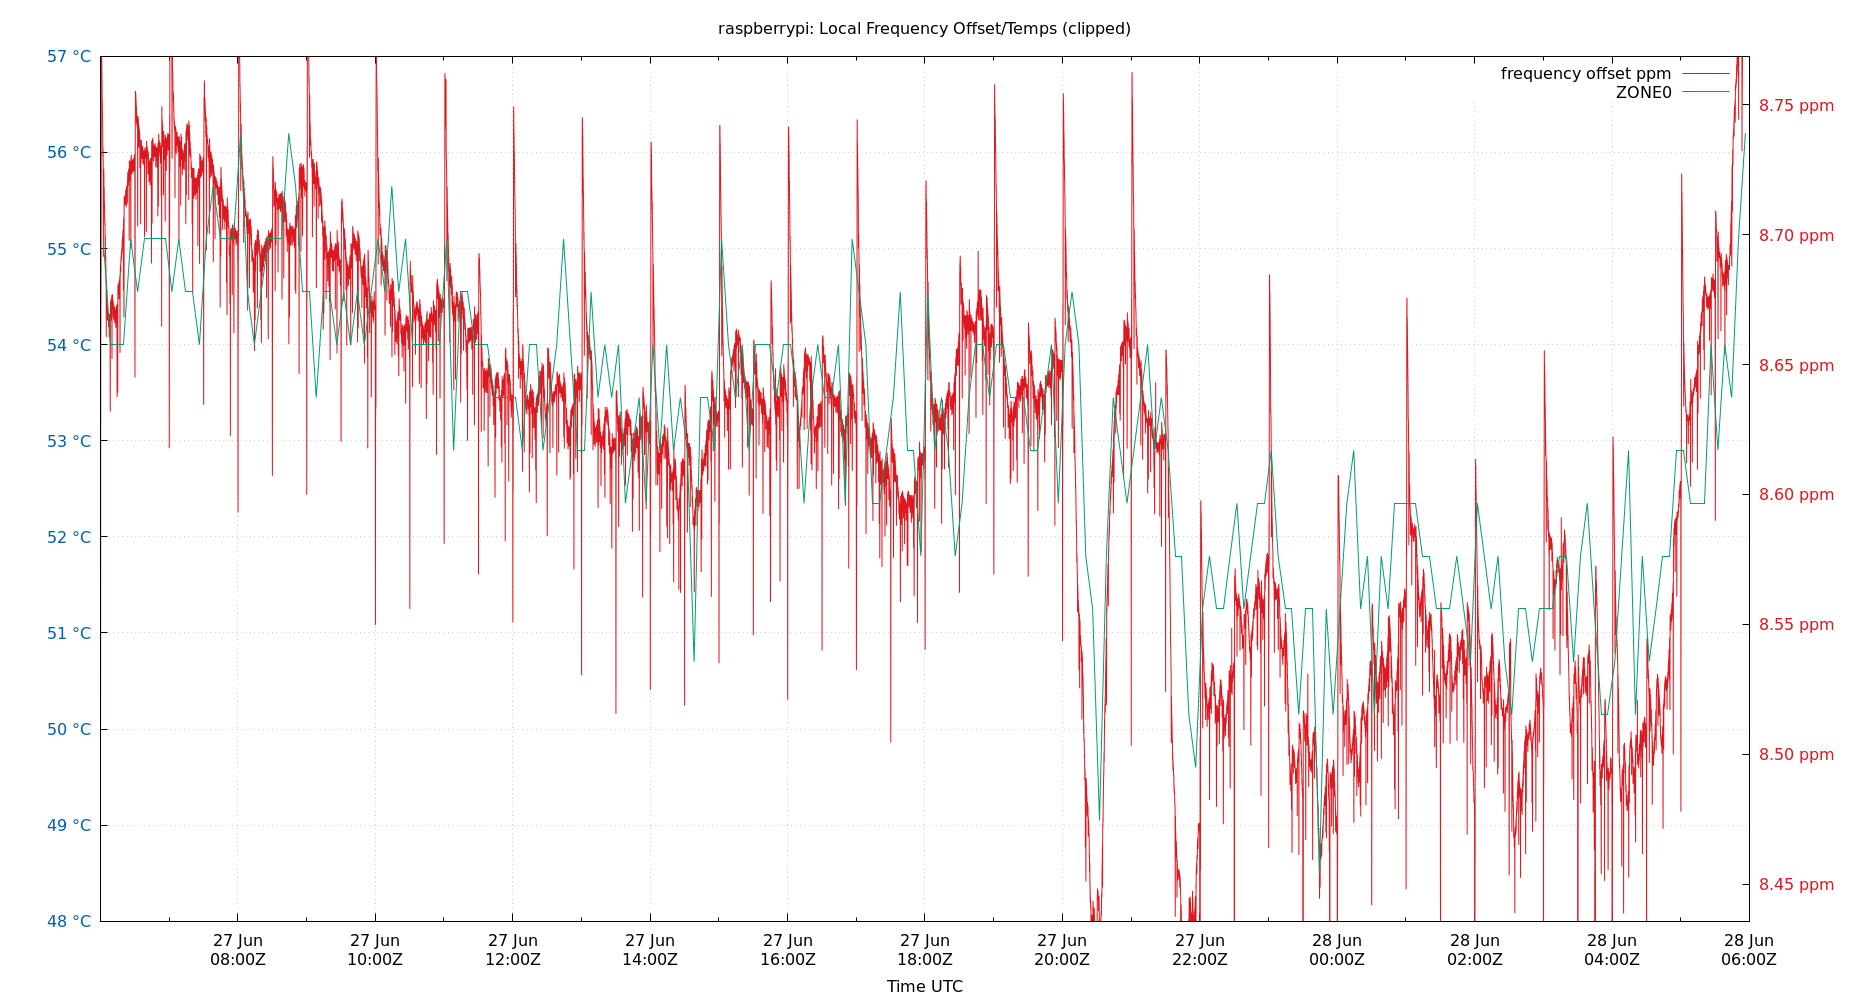 raspberrypi: Local Frequency Offset/Temps (clipped)
frequency offset ppm
ZONE0
57 °C
56 °C
55 °C
54 °C
53 °C
52 °C
51 °C
50 °C
49 °C
48 °C
8.75 ppm
8.70 ppm
8.65 ppm
8.60 ppm
8.55 ppm
8.50 ppm
8.45 ppm
27 Jun 27 Jun 27 Jun 27 Jun 27 Jun 27 Jun 27 Jun 27 Jun 28 Jun 28 Jun 28 Jun 28 Jun
08:00Z 10:00Z 12:00Z 14:00Z 16:00Z 18:00Z 20:00Z 22:00Z 00:00Z 02:00Z 04:00Z 06:00Z
Time UTC